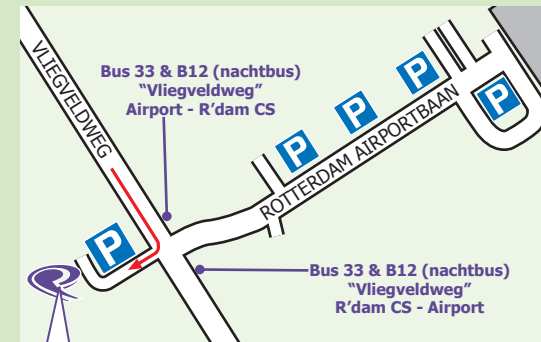 VLIEGVELDWEG
Bus 33 & B12 (nachtbus)
“Vliegveldweg”
Airport - R’dam CS
P
P
P
P
ROTTERDAM AIRPORTBAAN
P
Bus 33 & B12 (nachtbus)
“Vliegveldweg”
R’dam CS - Airport